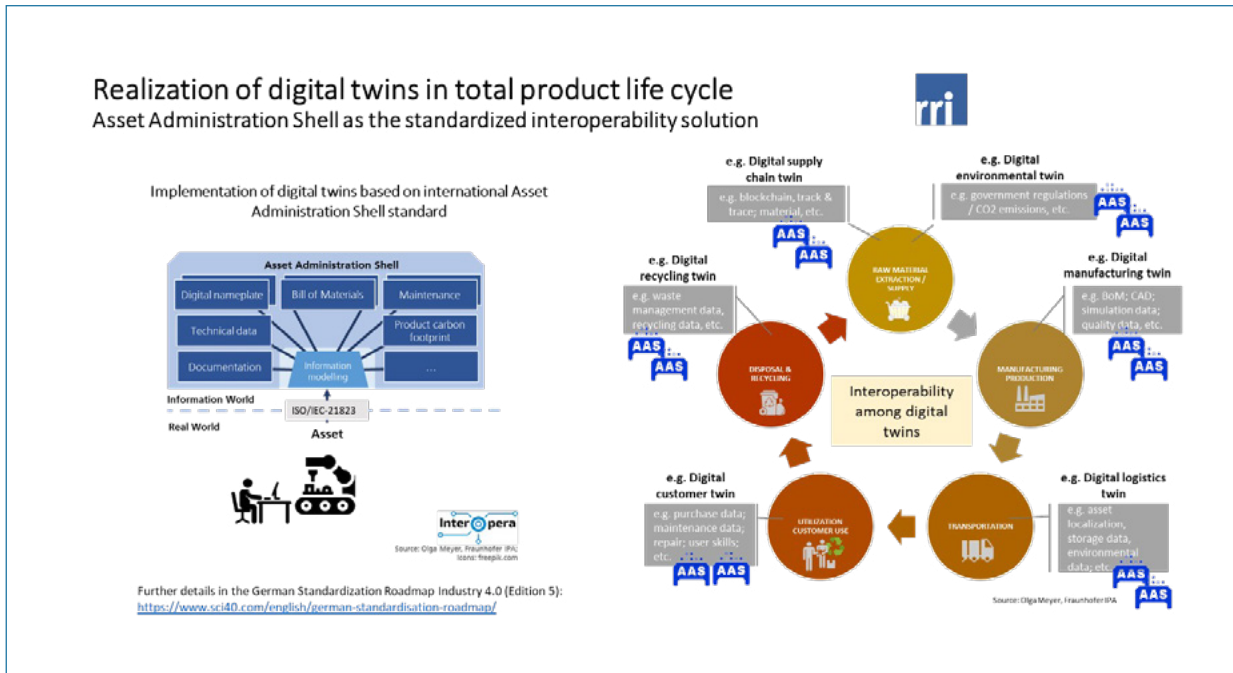 Realization of digital twins in total product life cycle
Asset Administration Shell as the standardized interoperability solution
rri
Implementation of digital twins based on international Asset
Administration Shell standard
Asset Administration Shell
Digital nameplate
Bill of Materials
Maintenance
Technical data
Product carbon
footprint
Documentation
Information
modelling
...
Information World
ISO/IEC-21823
Real World
Asset
InterOpera
Source: Olga Meyer, Fraunhofer IPA;
Icons: freepik.com
Further details in the German Standardization Roadmap Industry 4.0 (Edition 5):
https://www.sci40.com/english/german-standardisation-roadmap/
e.g. Digital supply
chain twin
e.g. blockchain, track &
trace; material, etc.
AAS
AAS
e.g. Digital
environmental twin
e.g. government regulations
/ CO2 emissions, etc.
AAS
AAS
e.g. Digital
recycling twin
e.g. waste
management data,
recycling data, etc.
AAS
AAS
RAW MATERIAL
EXTRACTION /
SUPPLY
e.g. Digital
manufacturing twin
e.g. BoM; CAD;
simulation data;
quality data, etc.
AAS
AAS
DISPOSAL &
RECYCLING
Interoperability
among digital
twins
MANUFACTURING
PRODUCTION
e.g. Digital
customer twin
e.g. purchase data;
maintenance data;
repair; user skills;
etc.
AAS
AAS
UTILIZATION
CUSTOMER USE
TRANSPORTATION
e.g. Digital logistics
twin
e.g. asset
localization,
storage data,
environmental
data; etc.
AAS
AAS
Source: Olga Meyer, Fraunhofer IPA